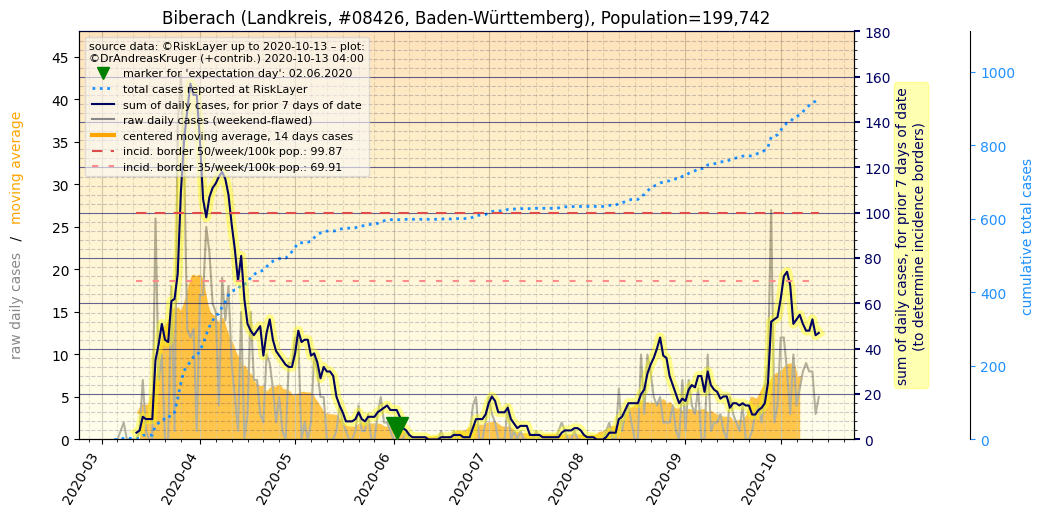 Biberach (Landkreis, #08426, Baden-Württemberg), Population=199,742
source data: ©RiskLayer up to 2020-10-13 – plot:
©DrAndreasKruger (+contrib.) 2020-10-13 04:00
marker for 'expectation day': 02.06.2020
total cases reported at RiskLayer
sum of daily cases, for prior 7 days of date
raw daily cases (weekend-flawed)
centered moving average, 14 days cases
incid. border 50/week/100k pop.: 99.87
incid. border 35/week/100k pop.: 69.91
raw daily cases / moving average
45
40
35
30
25
20
15
10
5
0
2020-03
2020-04
2020-05
2020-06
2020-07
2020-08
2020-09
2020-10
180
160
140
120
100
80
60
40
20
0
sum of daily cases, for prior 7 days of date
(to determine incidence borders)
1000
800
600
400
200
0
cumulative total cases